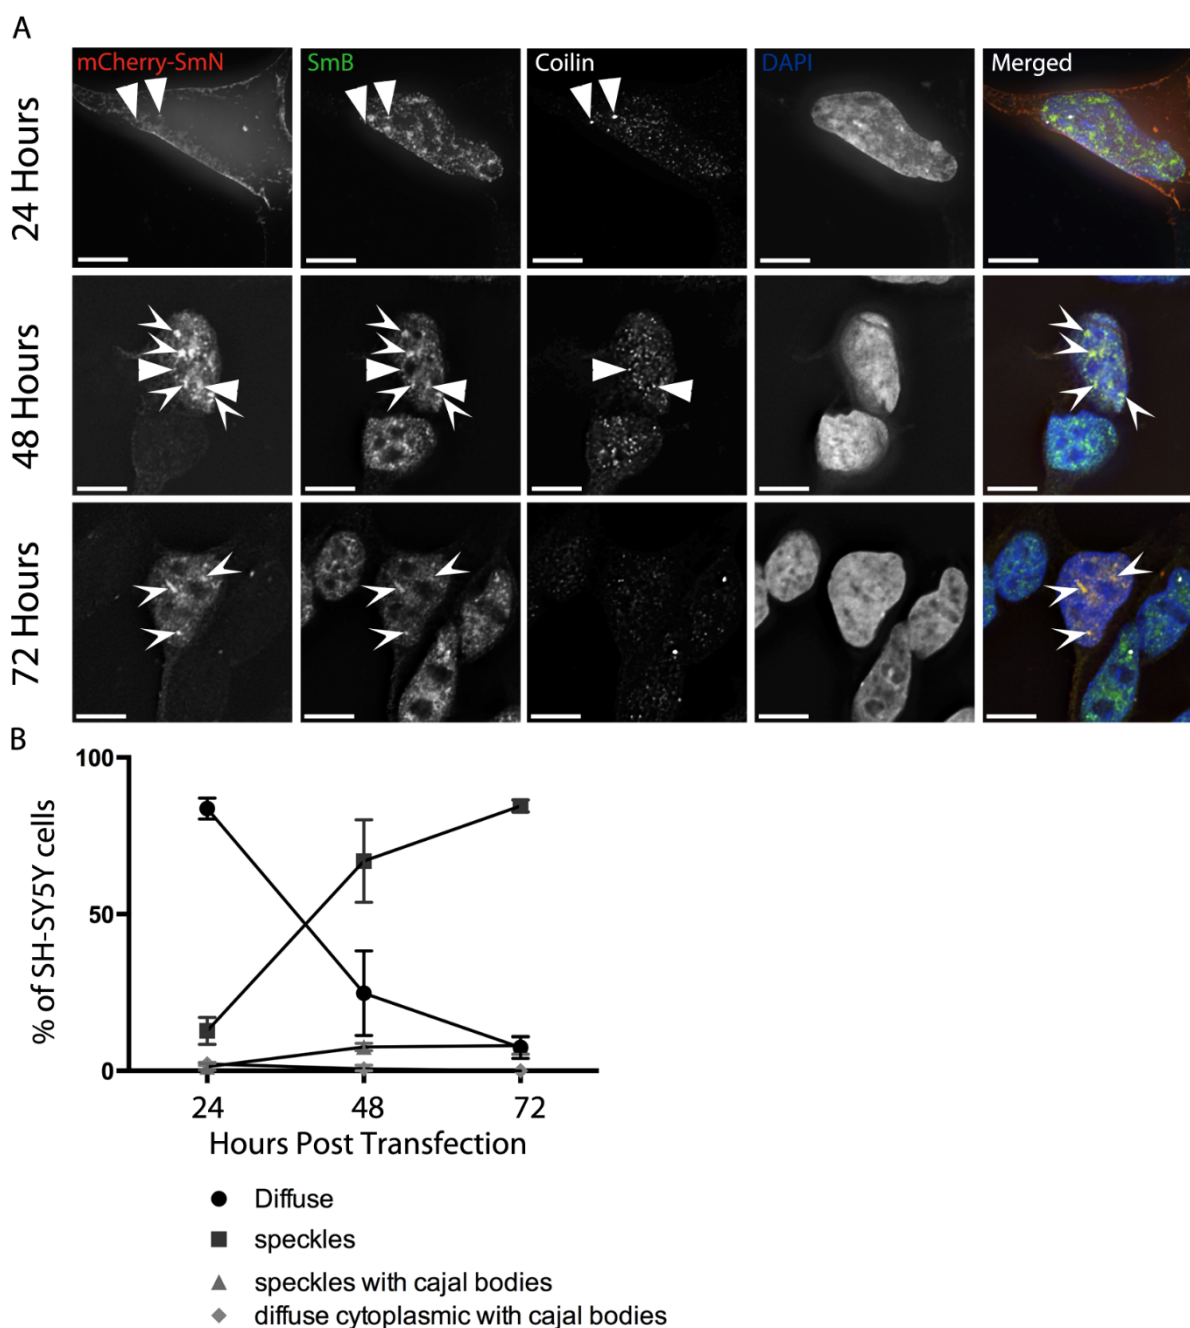 A
mCherry-SmN SmB Coilin DAPI Merged
24 Hours
48 Hours
72 Hours
B
100
50
0
% of SH-SY5Y cells
24 48 72
Hours Post Transfection
Diffuse
speckles
speckles with cajal bodies
diffuse cytoplasmic with cajal bodies